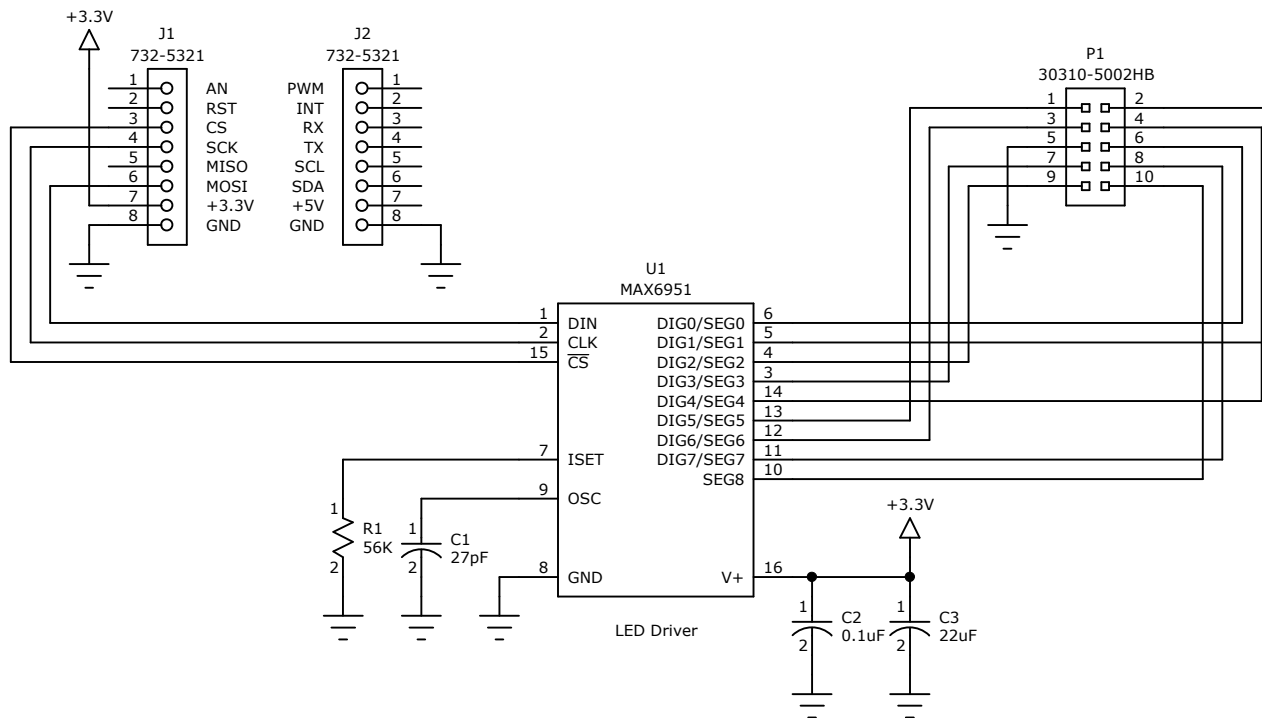 +3.3V
J1
732-5321
1 AN
2 RST
3 CS
4 SCK
5 MISO
6 MOSI
7 +3.3V
8 GND
J2
732-5321
PWM 1
INT 2
RX 3
TX 4
SCL 5
SDA 6
+5V 7
GND 8
P1
30310-5002HB
1 2
3 4
5 6
7 8
9 10
U1
MAX6951
1 DIN DIG0/SEG0 6
2 CLK DIG1/SEG1 5
15 CS DIG2/SEG2 4
DIG3/SEG3 3
DIG4/SEG4 14
DIG5/SEG5 13
DIG6/SEG6 12
7 ISET DIG7/SEG7 11
SEG8 10
9 OSC
8 GND V+ 16
LED Driver
1
R1
56K
2
1
C1
27pF
2
+3.3V
1
C2
0.1uF
2
1
C3
22uF
2